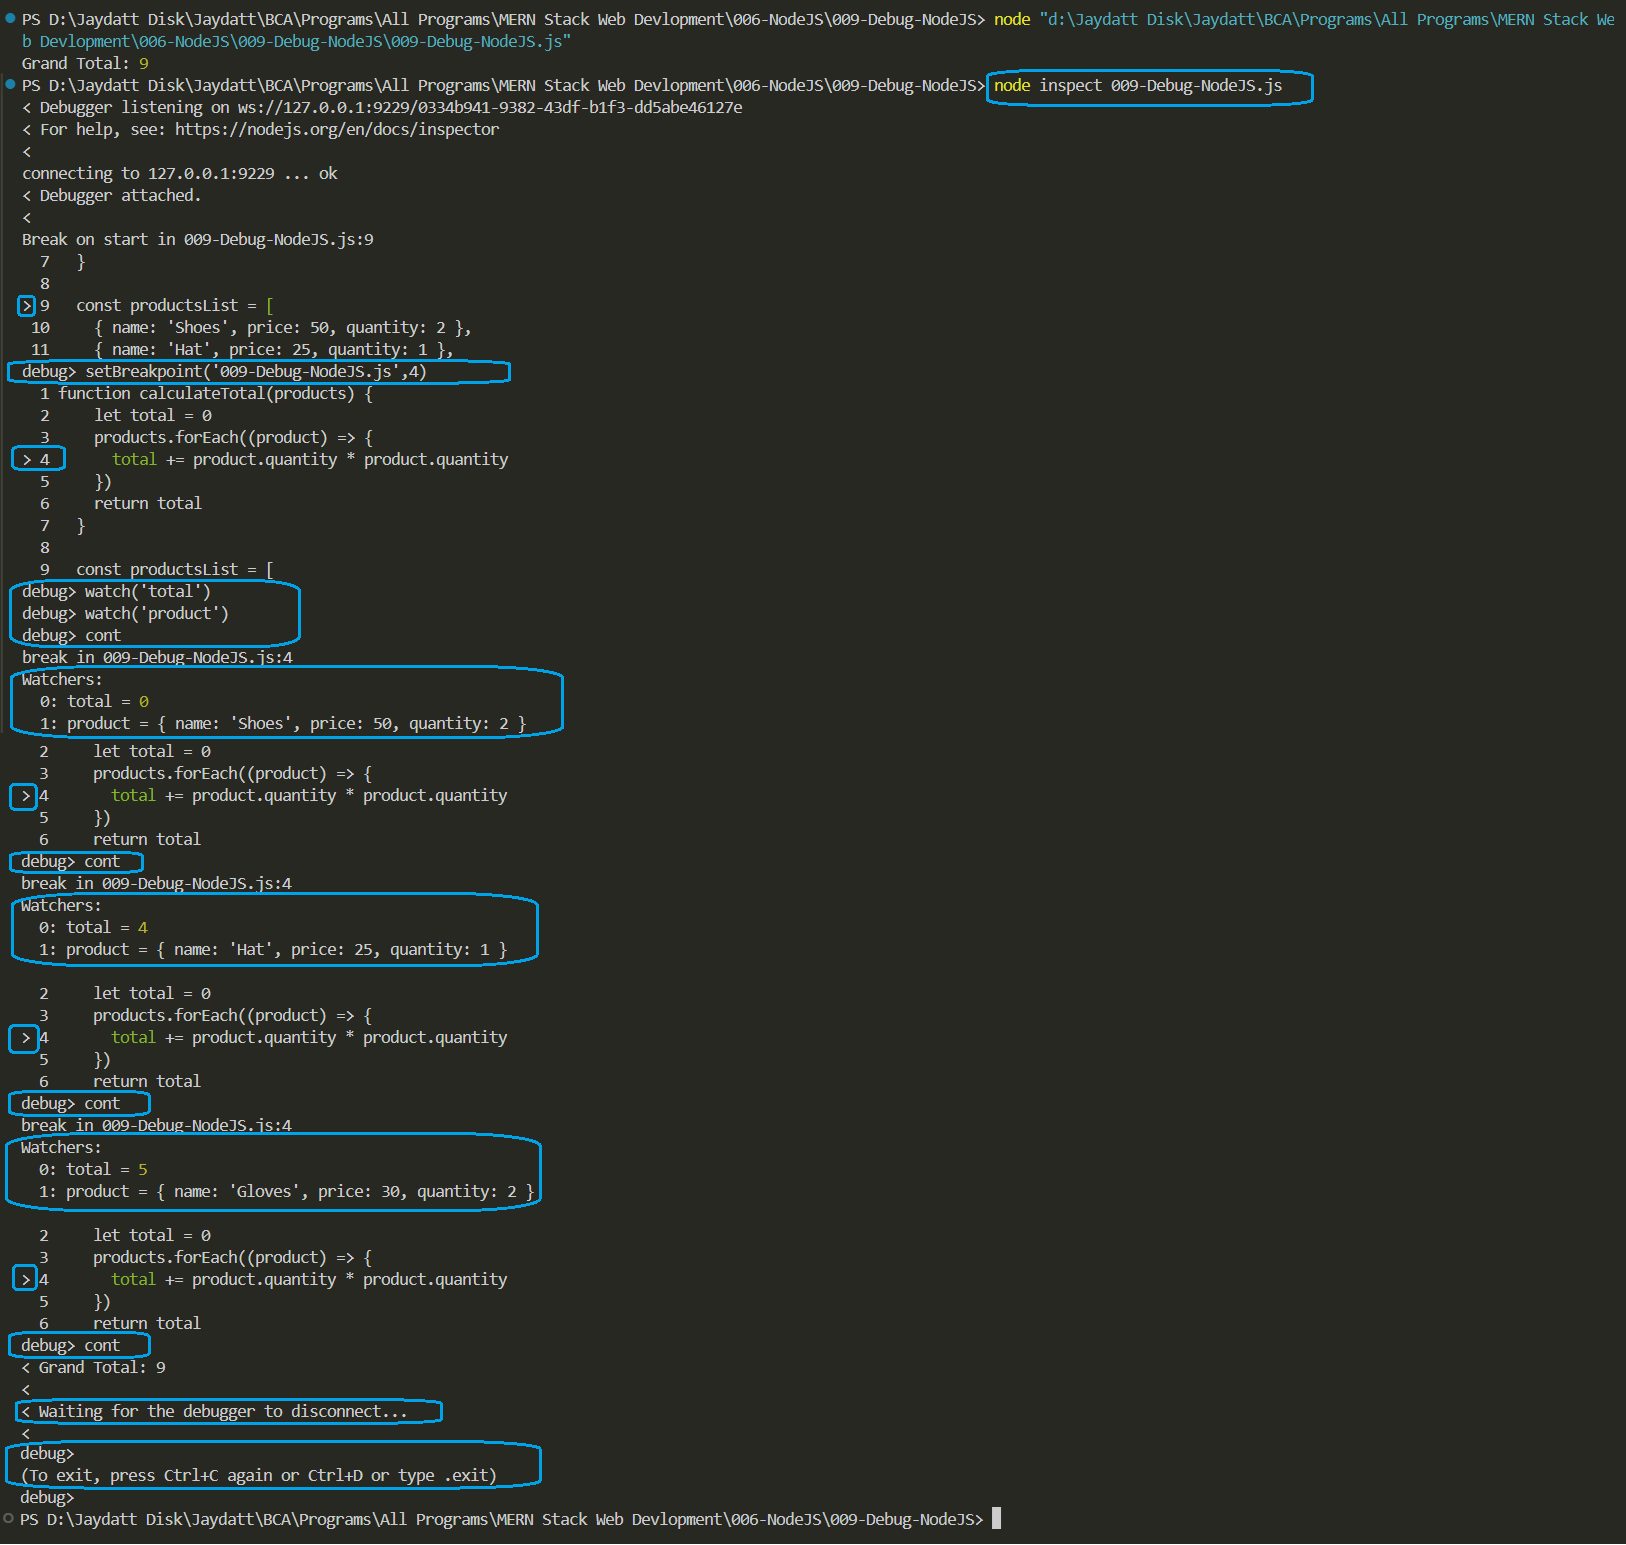 PS D:\Jaydatt Disk\Jaydatt\BCA\Programs\All Programs\MERN Stack Web Devlopment\006-NodeJS\009-Debug-NodeJS> node "d:\Jaydatt Disk\Jaydatt\BCA\Programs\All Programs\MERN Stack We
b Devlopment\006-NodeJS\009-Debug-NodeJS\009-Debug-NodeJS.js"
Grand Total: 9
PS D:\Jaydatt Disk\Jaydatt\BCA\Programs\All Programs\MERN Stack Web Devlopment\006-NodeJS\009-Debug-NodeJS> node inspect 009-Debug-NodeJS.js
< Debugger listening on ws://127.0.0.1:9229/0334b941-9382-43df-b1f3-dd5abe46127e
< For help, see: https://nodejs.org/en/docs/inspector
<
connecting to 127.0.0.1:9229 ... ok
< Debugger attached.
<
Break on start in 009-Debug-NodeJS.js:9
7 }
8
> 9 const productsList = [
10 { name: 'Shoes', price: 50, quantity: 2 },
11 { name: 'Hat', price: 25, quantity: 1 },
debug> setBreakpoint('009-Debug-NodeJS.js',4)
1 function calculateTotal(products) {
2 let total = 0
3 products.forEach((product) => {
> 4 total += product.quantity * product.quantity
5 })
6 return total
7 }
8
9 const productsList = [
debug> watch('total')
debug> watch('product')
debug> cont
break in 009-Debug-NodeJS.js:4
Watchers:
0: total = 0
1: product = { name: 'Shoes', price: 50, quantity: 2 }
2 let total = 0
3 products.forEach((product) => {
> 4 total += product.quantity * product.quantity
5 })
6 return total
debug> cont
break in 009-Debug-NodeJS.js:4
Watchers:
0: total = 4
1: product = { name: 'Hat', price: 25, quantity: 1 }
2 let total = 0
3 products.forEach((product) => {
> 4 total += product.quantity * product.quantity
5 })
6 return total
debug> cont
break in 009-Debug-NodeJS.js:4
Watchers:
0: total = 5
1: product = { name: 'Gloves', price: 30, quantity: 2 }
2 let total = 0
3 products.forEach((product) => {
> 4 total += product.quantity * product.quantity
5 })
6 return total
debug> cont
< Grand Total: 9
<
< Waiting for the debugger to disconnect...
<
debug>
(To exit, press Ctrl+C again or Ctrl+D or type .exit)
debug>
PS D:\Jaydatt Disk\Jaydatt\BCA\Programs\All Programs\MERN Stack Web Devlopment\006-NodeJS\009-Debug-NodeJS>